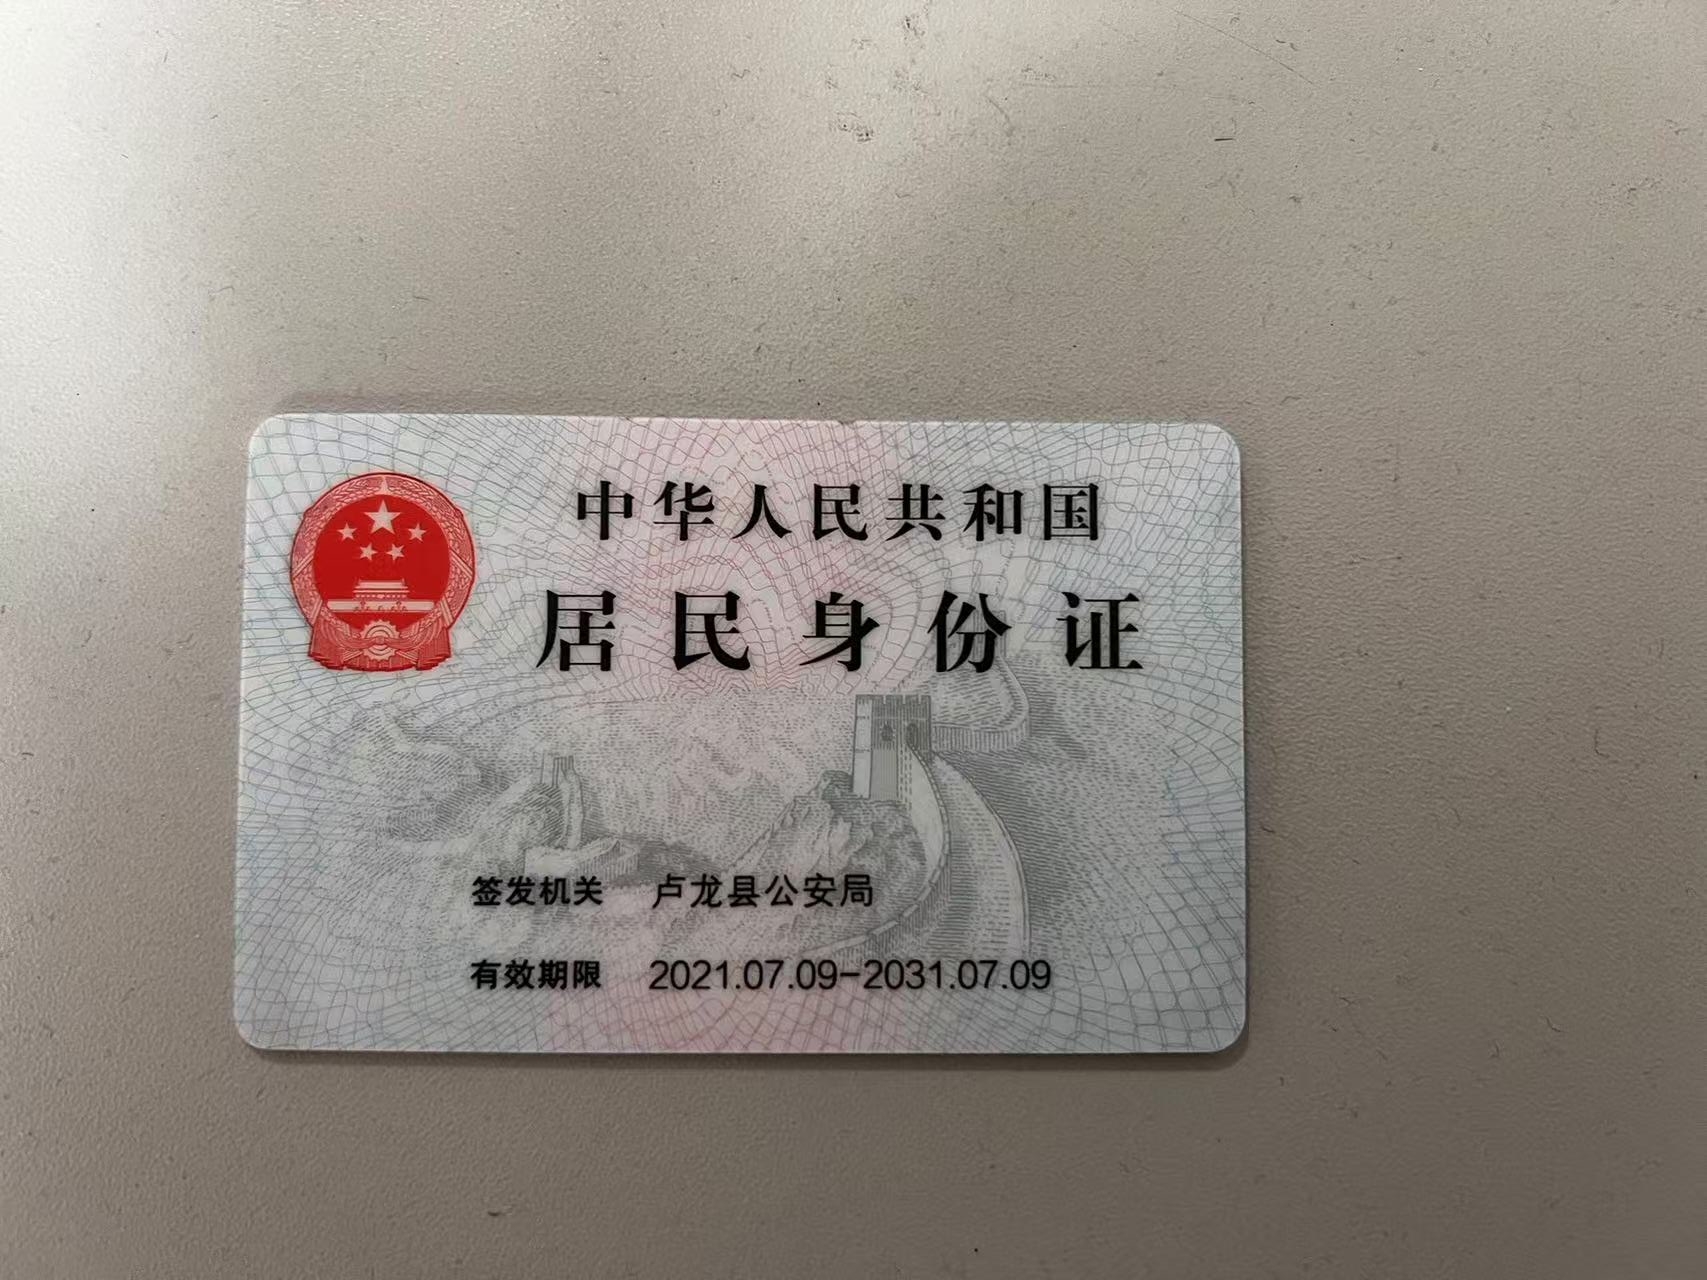 中华人民共和国
居民身份证
签发机关 卢龙县公安局
有效期限 2021.07.09-2031.07.09